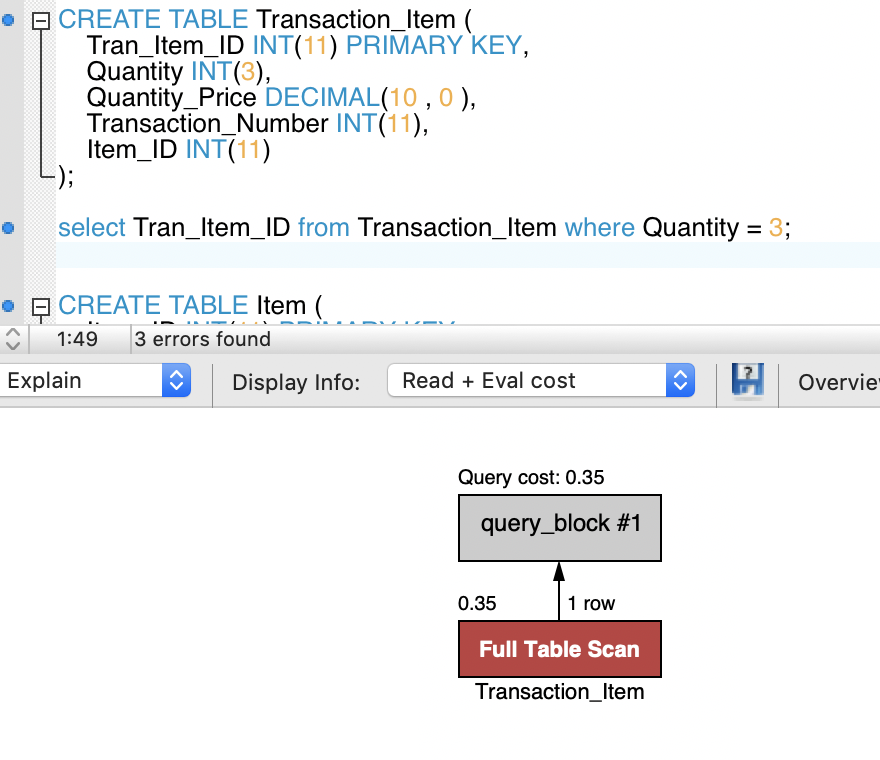 CREATE TABLE Transaction_Item (
Tran_Item_ID INT(11) PRIMARY KEY,
Quantity INT(3),
Quantity_Price DECIMAL(10 , 0 ),
Transaction_Number INT(11),
Item_ID INT(11)
);
select Tran_Item_ID from Transaction_Item where Quantity = 3;
CREATE TABLE Item (
1:49 3 errors found
Explain Display Info: Read + Eval cost
Query cost: 0.35
query_block #1
0.35 1 row
Full Table Scan
Transaction_Item